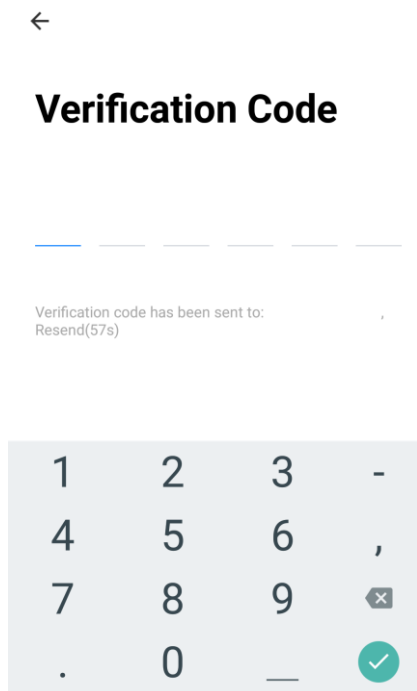 Verification Code
Verification code has been sent to: ,
Resend(57s)
1 2 3 -
4 5 6 ,
7 8 9
. 0 _